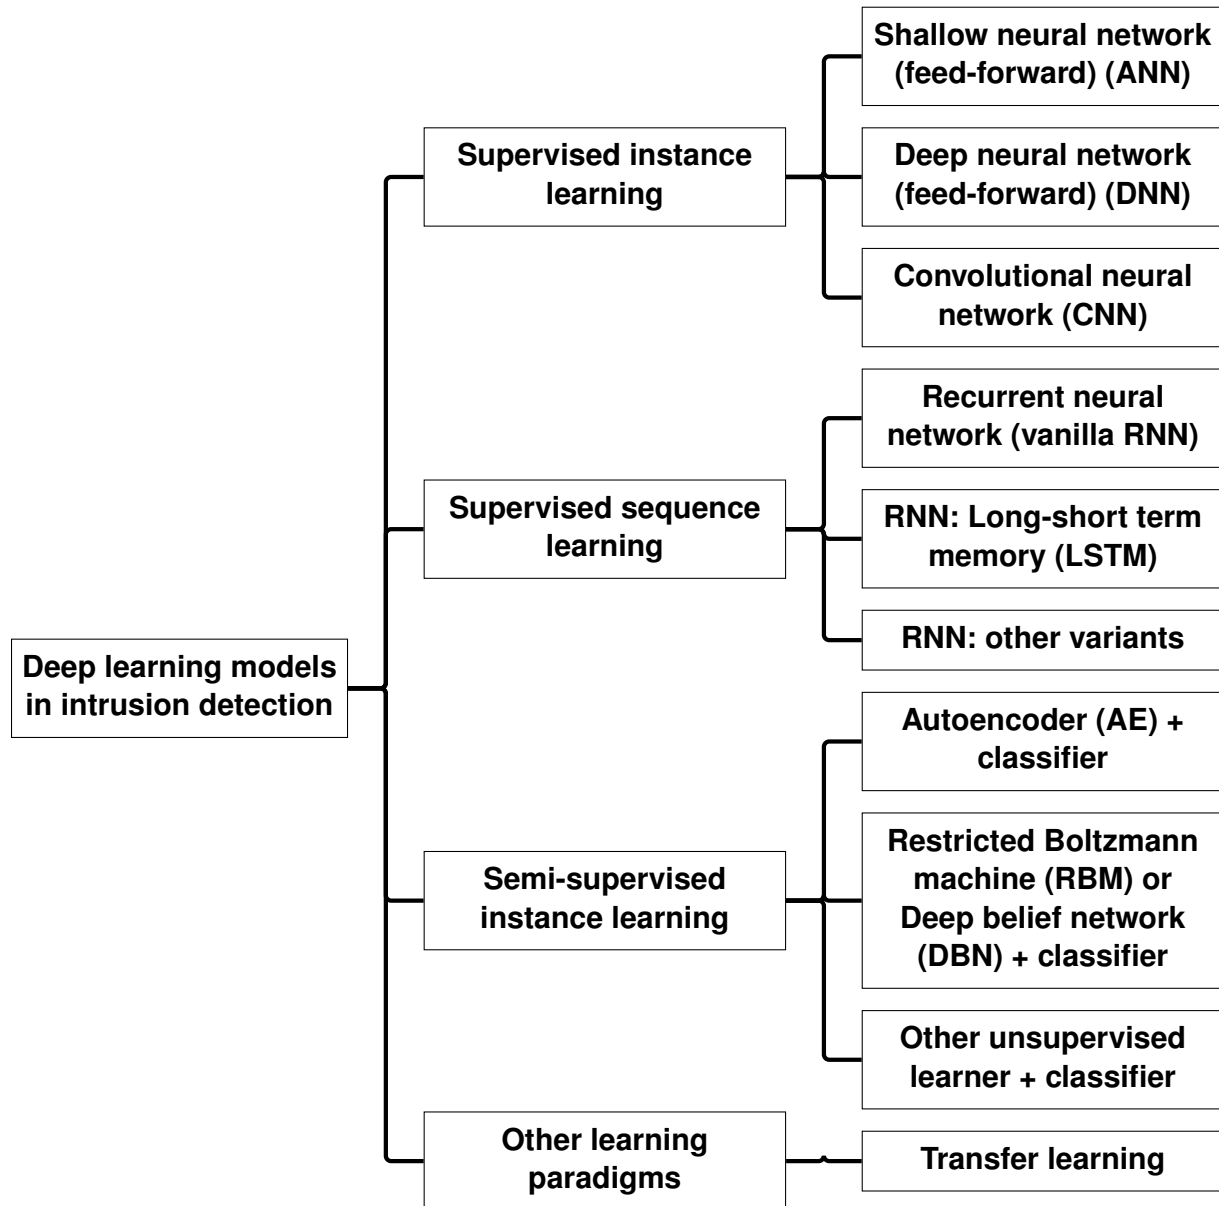 Deep learning models
in intrusion detection
Supervised instance
learning
Shallow neural network
(feed-forward) (ANN)
Deep neural network
(feed-forward) (DNN)
Convolutional neural
network (CNN)
Supervised sequence
learning
Recurrent neural
network (vanilla RNN)
RNN: Long-short term
memory (LSTM)
RNN: other variants
Semi-supervised
instance learning
Autoencoder (AE) +
classifier
Restricted Boltzmann
machine (RBM) or
Deep belief network
(DBN) + classifier
Other unsupervised
learner + classifier
Other learning
paradigms
Transfer learning